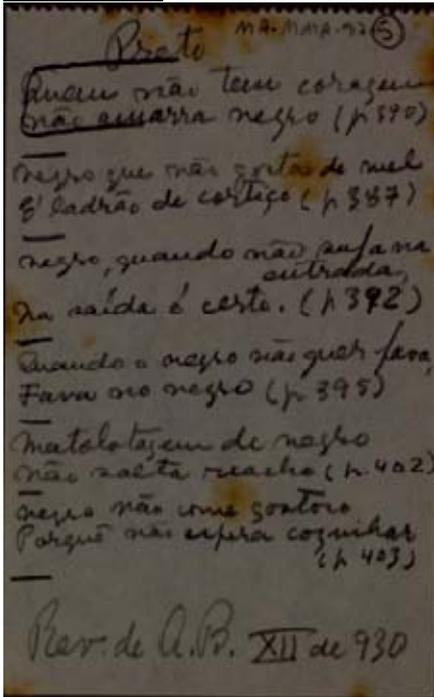 MA-MMA-92 (5)
Preto
Quem não tem coragem
não amarra negro (p 390)
Negro que não gosta de mel
É ladrão de cortiço (p 387)
Negro, quando não suja na
entrada,
Na saída é certo. (p 392)
Quando o negro não quer fava,
Fava no negro (p 395)
Matolotagem de negro
não salta riacho (p. 402)
Negro não come gostoso
Porquê não espera cozinhar
(p 403)
Rev. de A.B. XII de 930